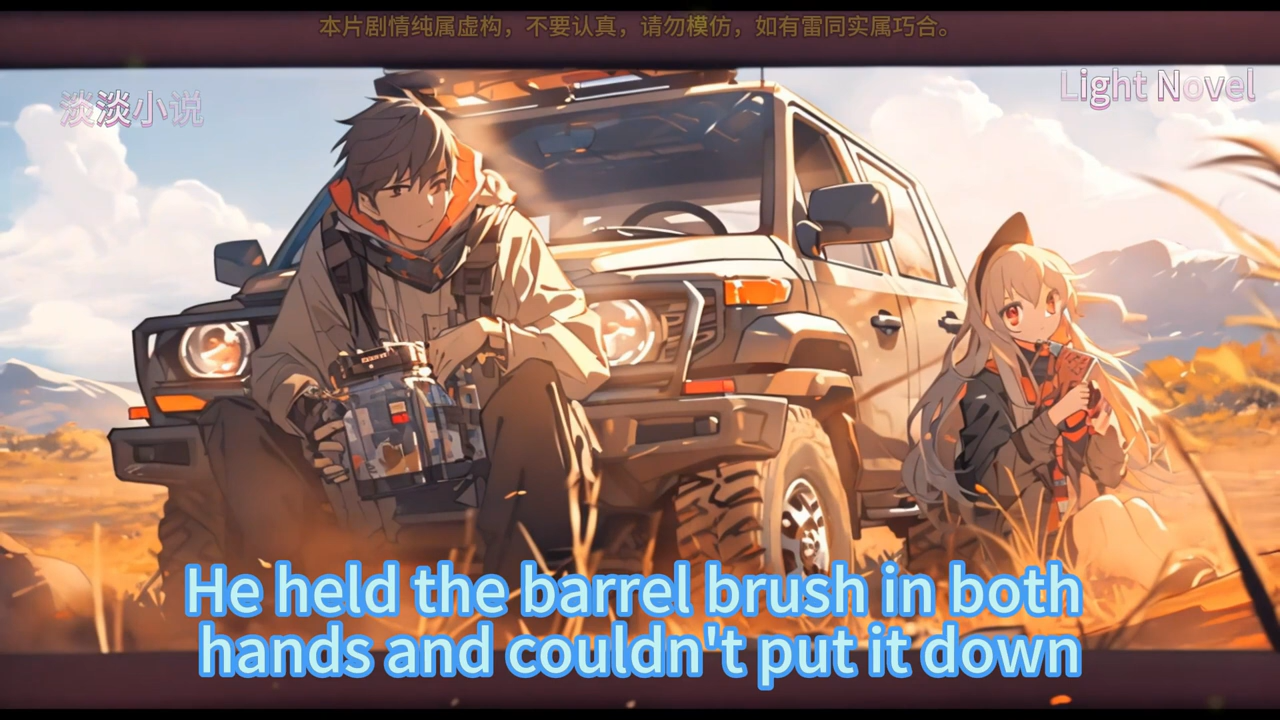 本片剧情纯属虚构，不要认真，请勿模仿，如有雷同实属巧合。
淡淡小说
Light Novel
He held the barrel brush in both
hands and couldn't put it down